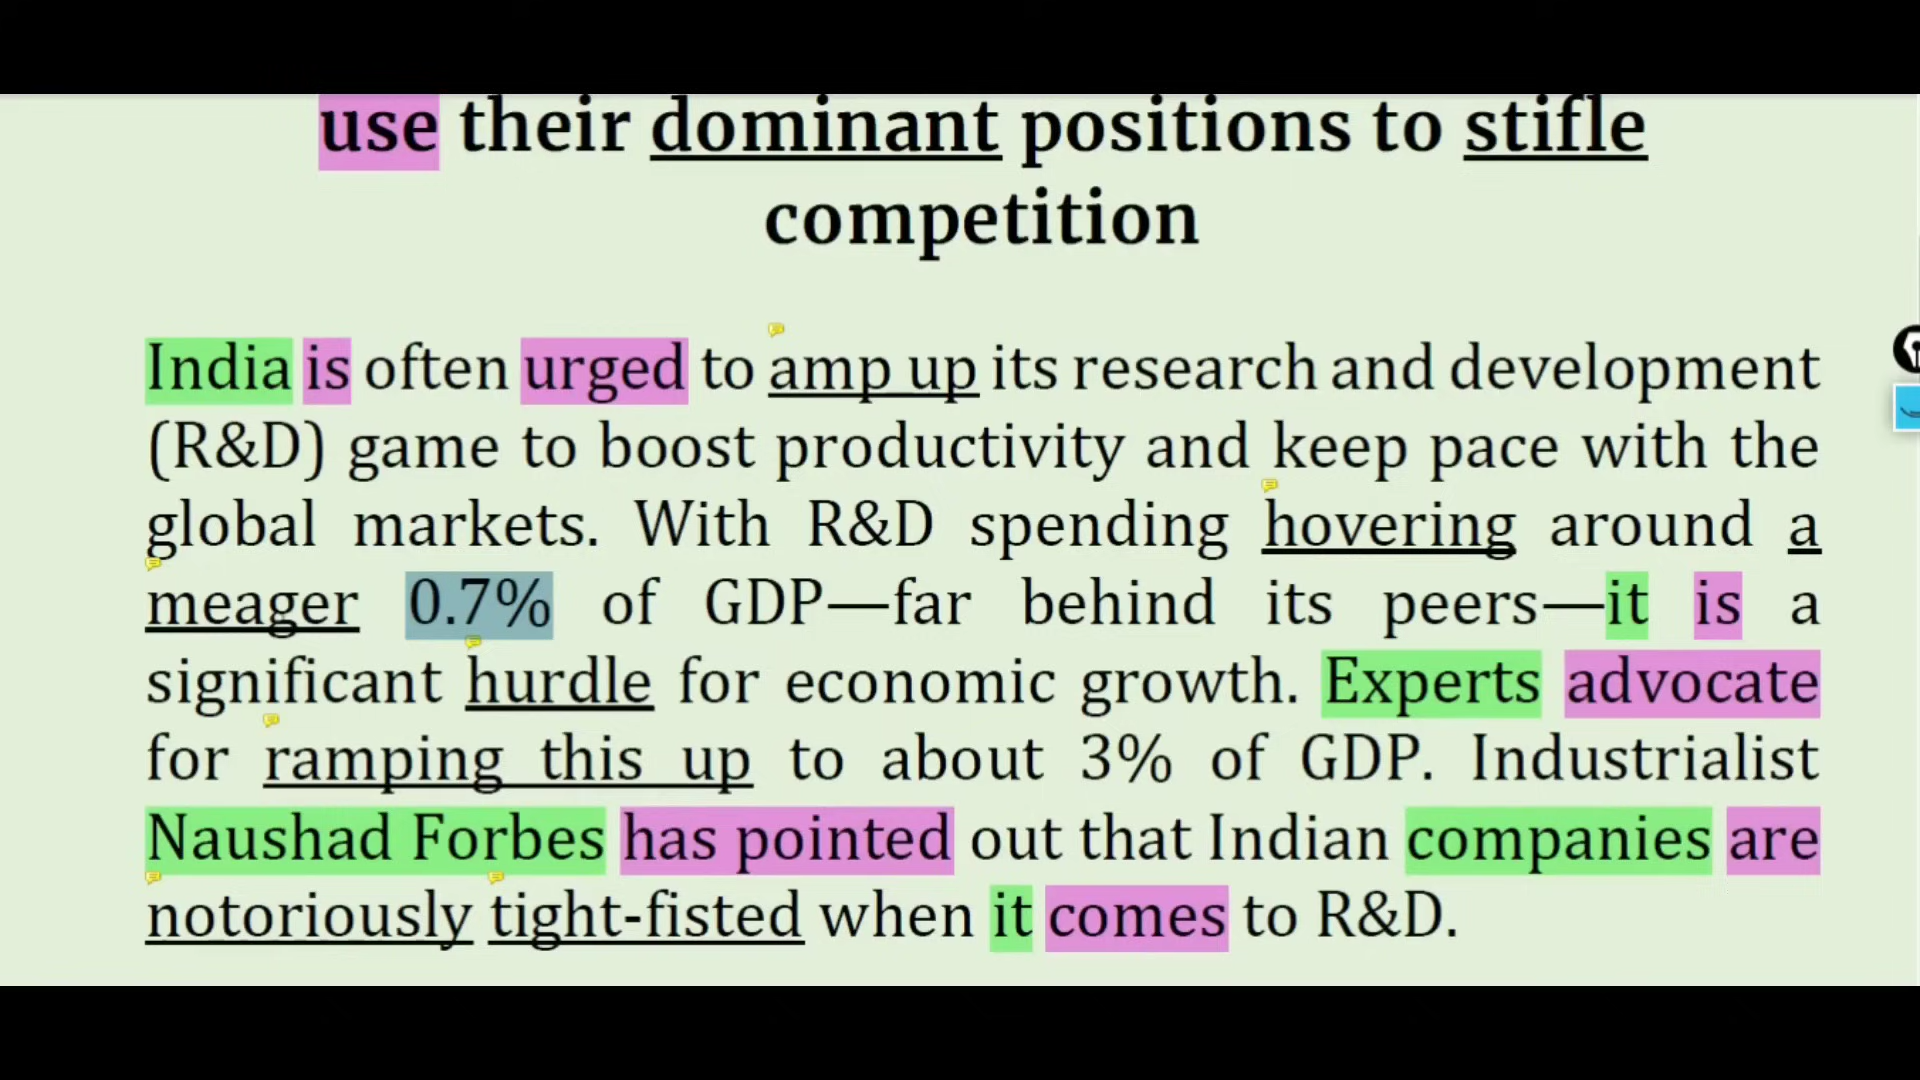 use their dominant positions to stifle
competition
India is often urged to amp up its research and development
(R&D) game to boost productivity and keep pace with the
global markets. With R&D spending hovering around a
meager 0.7% of GDP—far behind its peers—it is a
significant hurdle for economic growth. Experts advocate
for ramping this up to about 3% of GDP. Industrialist
Naushad Forbes has pointed out that Indian companies are
notoriously tight-fisted when it comes to R&D.